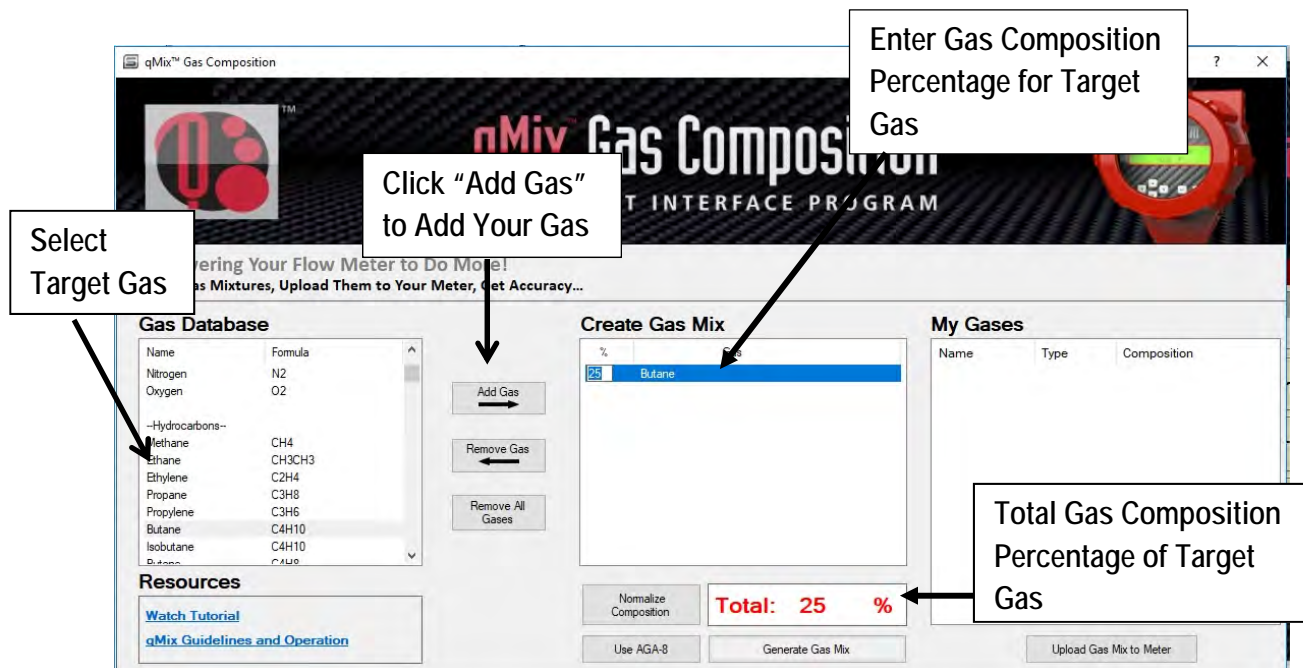 Enter Gas Composition
Percentage for Target
Gas
qMix™ Gas Composition
?
TM
qMix™ Gas Composition
Click “Add Gas”
to Add Your Gas
T INTERFACE PROGRAM
Select
Target Gas
vering Your Flow Meter to Do More!
as Mixtures, Upload Them to Your Meter, Get Accuracy...
Gas Database
Name Formula
Nitrogen N2
Oxygen O2
--Hydrocarbons--
Methane CH4
Ethane CH3CH3
Ethylene C2H4
Propane C3H8
Propylene C3H6
Butane C4H10
Isobutane C4H10
Add Gas
Remove Gas
Remove All
Gases
Create Gas Mix
% Gas
25 Butane
My Gases
Name Type Composition
Total Gas Composition
Percentage of Target
Gas
Resources
Watch Tutorial
qMix Guidelines and Operation
Normalize
Composition
Total: 25 %
Use AGA-8
Generate Gas Mix
Upload Gas Mix to Meter